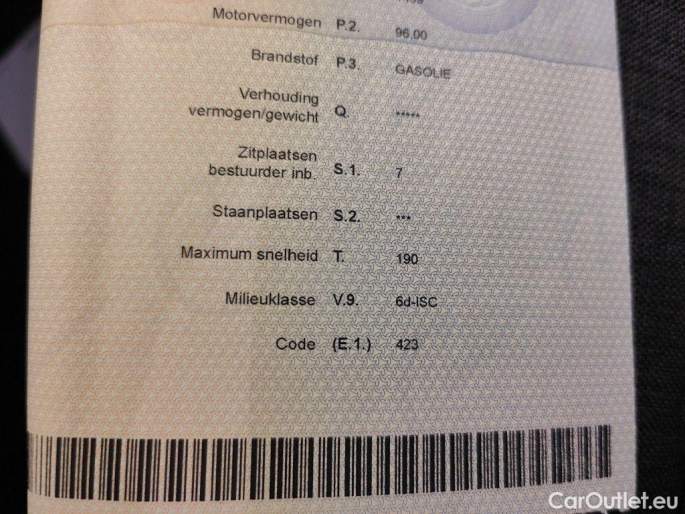 Motorvermogen P.2. 96.00
Brandstof P.3. GASOLIE
Verhouding
vermogen/gewicht Q. *****
Zitplaatsen
bestuurder inb. S.1. 7
Staanplaatsen S.2. ***
Maximum snelheid T. 190
Milieuklasse V.9. 6d-ISC
Code (E.1.) 423
CarOutlet.eu